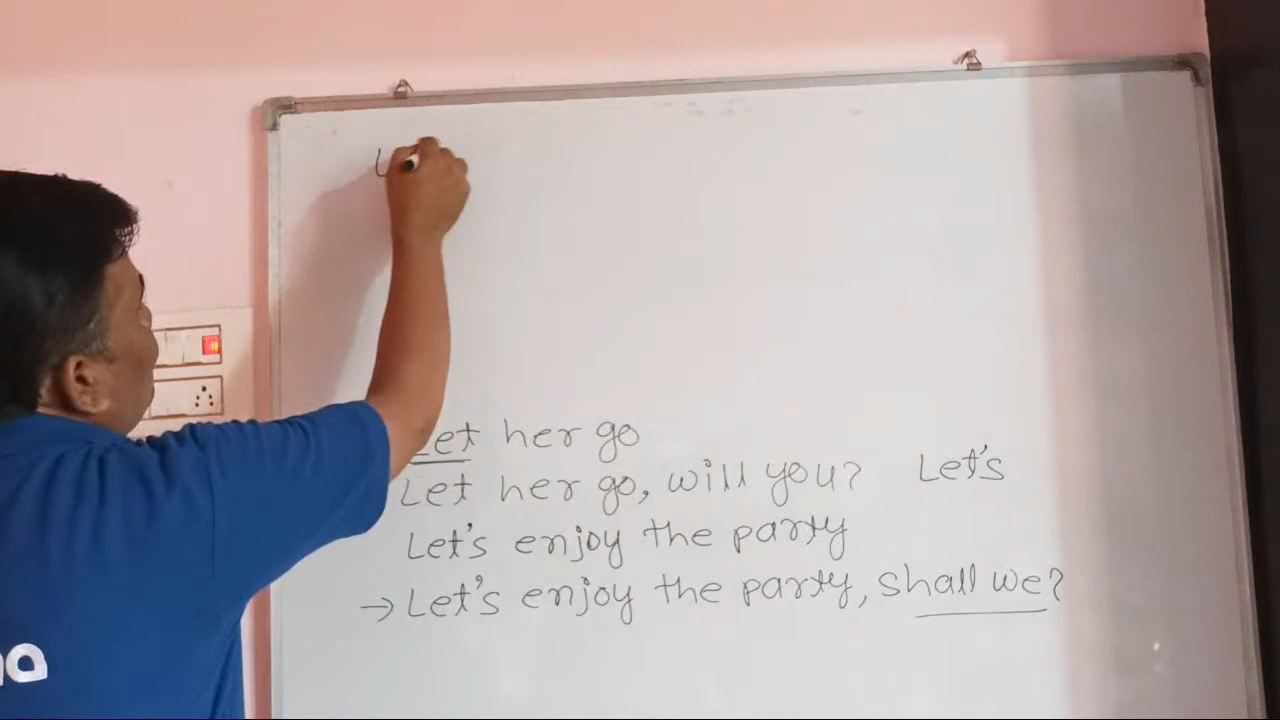 Let her go
Let her go, will you? Let's
Let's enjoy the party
→ Let's enjoy the party, shall we?